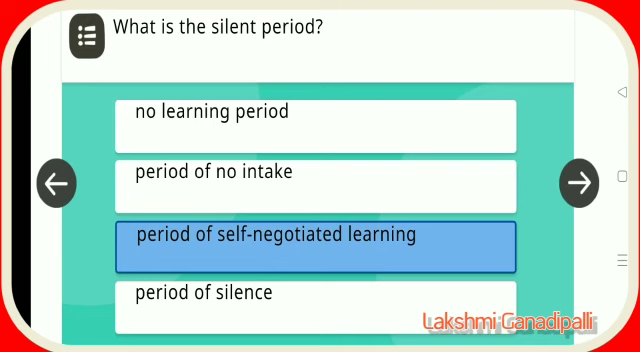 What is the silent period?
no learning period
period of no intake
period of self-negotiated learning
period of silence
Lakshmi Ganadipalli